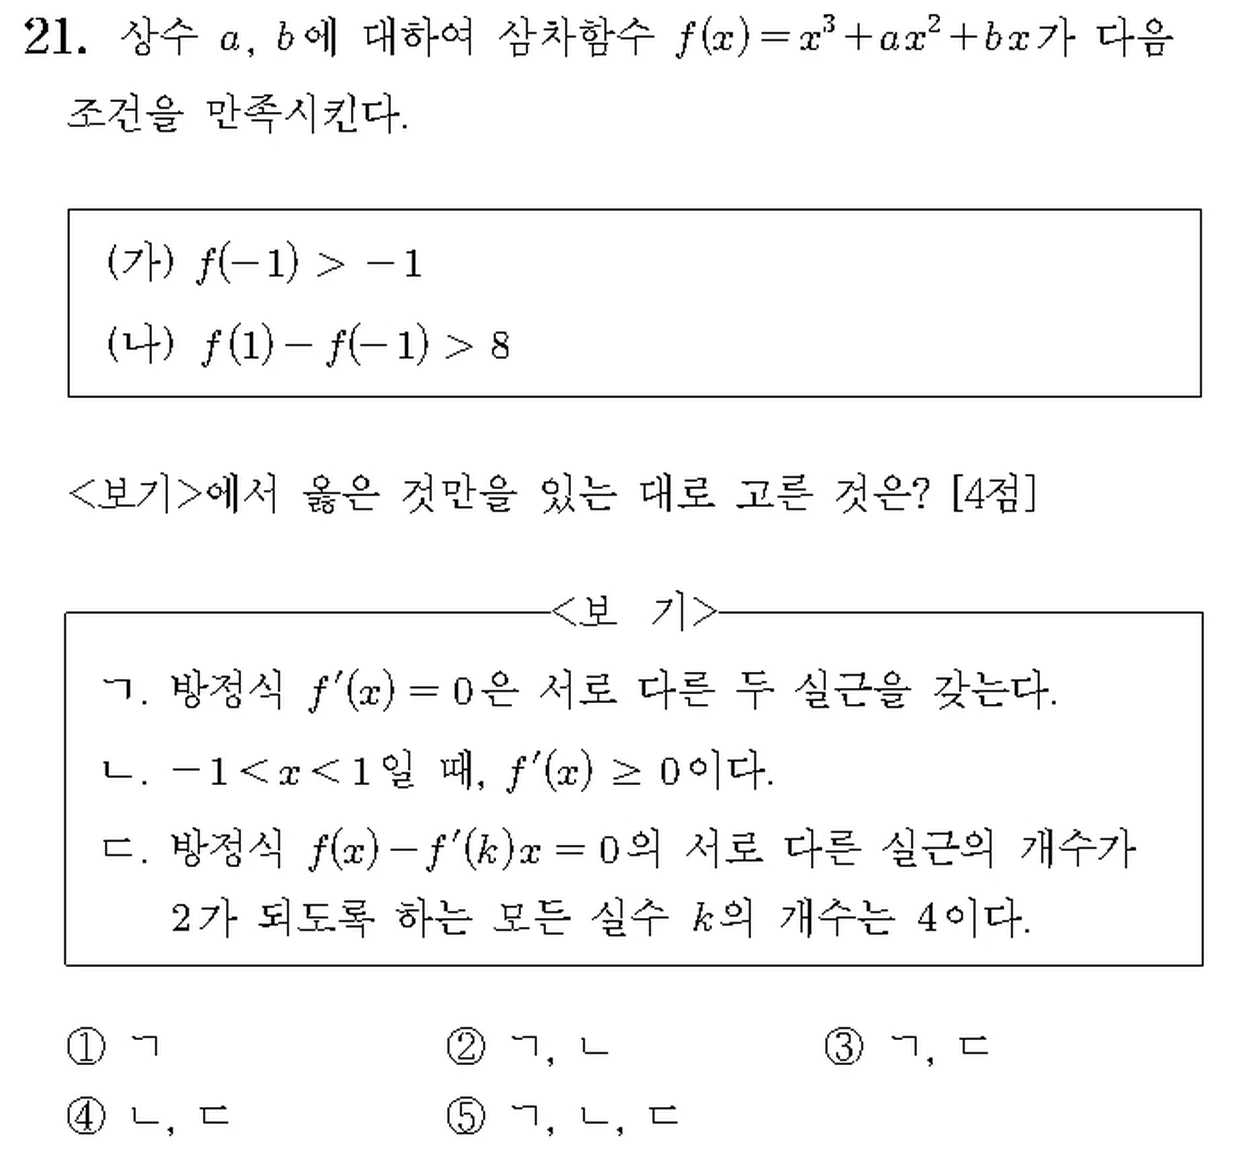 21. 상수 a, b에 대하여 삼차함수 f(x)=x³+ax²+bx가 다음
조건을 만족시킨다.
(가) f(-1) > -1
(나) f(1)-f(-1) > 8
<보기>에서 옳은 것만을 있는 대로 고른 것은? [4점]
<보 기>
ㄱ. 방정식 f′(x)=0은 서로 다른 두 실근을 갖는다.
ㄴ. -1<x<1일 때, f′(x) ≥ 0이다.
ㄷ. 방정식 f(x)-f′(k)x=0의 서로 다른 실근의 개수가
2가 되도록 하는 모든 실수 k의 개수는 4이다.
① ㄱ ② ㄱ, ㄴ ③ ㄱ, ㄷ
④ ㄴ, ㄷ ⑤ ㄱ, ㄴ, ㄷ